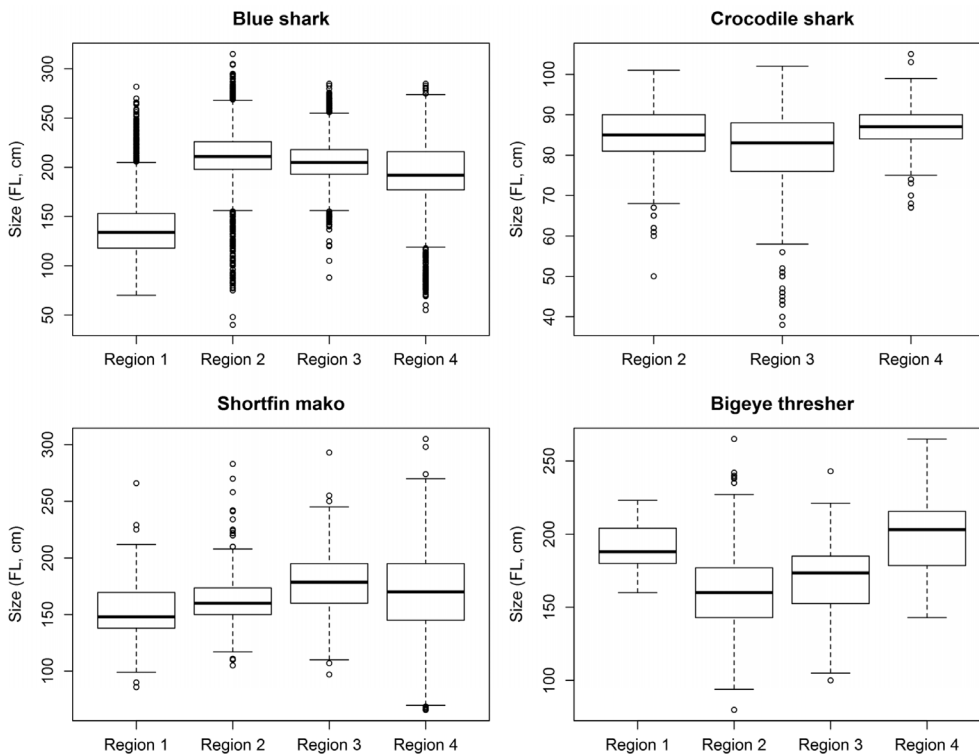 Blue shark
Size (FL, cm)
50 100 150 200 250 300
Region 1 Region 2 Region 3 Region 4
Crocodile shark
Size (FL, cm)
40 50 60 70 80 90 100
Region 2 Region 3 Region 4
Shortfin mako
Size (FL, cm)
100 150 200 250 300
Region 1 Region 2 Region 3 Region 4
Bigeye thresher
Size (FL, cm)
100 150 200 250
Region 1 Region 2 Region 3 Region 4